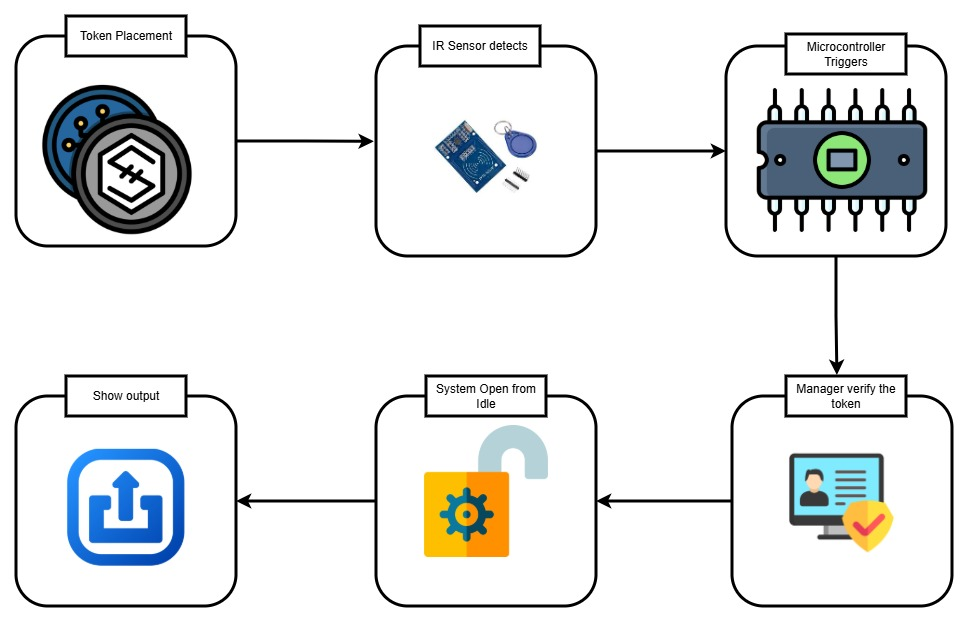 Token Placement
IR Sensor detects
Microcontroller
Triggers
Manager verify the
token
System Open from
Idle
Show output